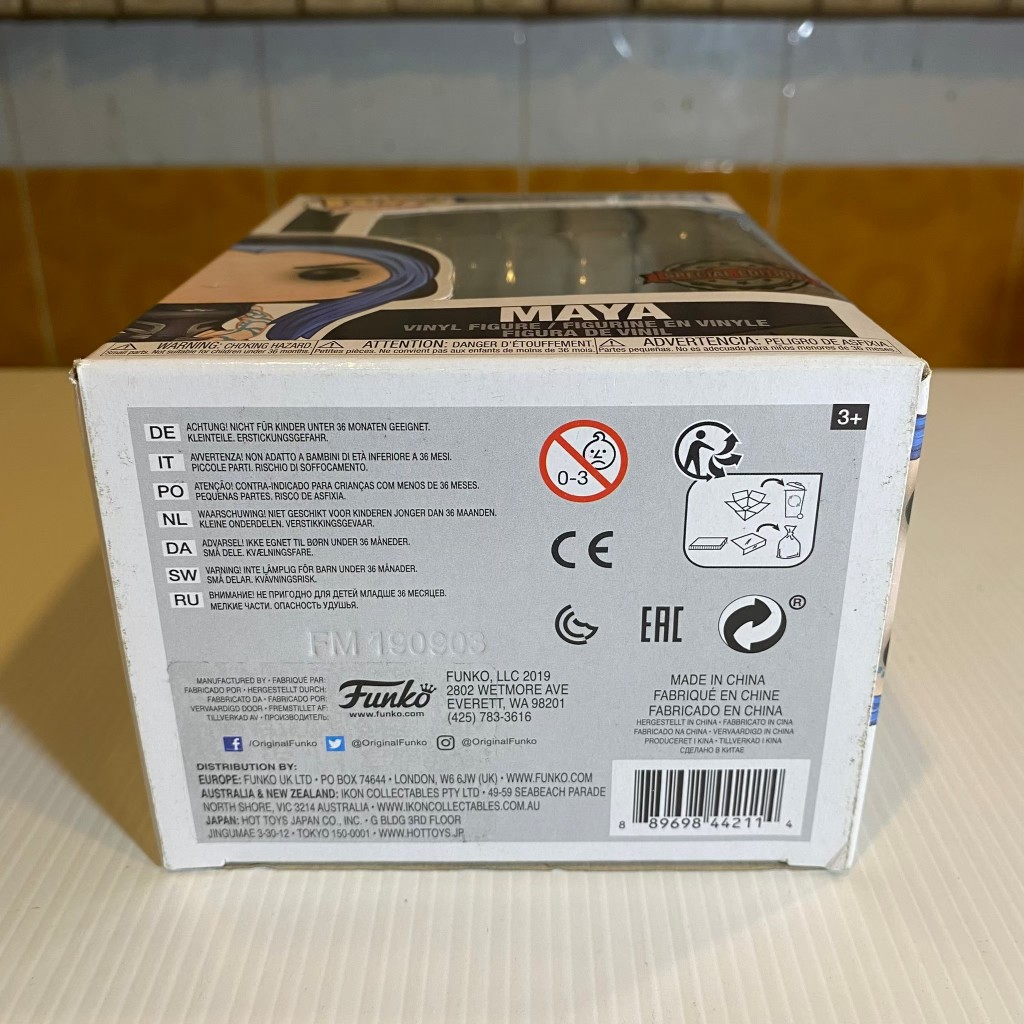 SPECIAL EDITION
MAYA
VINYL FIGURE / FIGURINE EN VINYLE
FIGURA DE VINIL
WARNING: CHOKING HAZARD.
Small parts. Not suitable for children under 36 months.
ATTENTION: DANGER D'ÉTOUFFEMENT.
Petites pièces. Ne convient pas aux enfants de moins de 36 mois.
ADVERTENCIA: PELIGRO DE ASFIXIA.
Partes pequeñas. No es adecuado para niños menores de 36 meses
3+
DE ACHTUNG! NICHT FÜR KINDER UNTER 36 MONATEN GEEIGNET.
KLEINTEILE. ERSTICKUNGSGEFAHR.
IT AVVERTENZA! NON ADATTO A BAMBINI DI ETÀ INFERIORE A 36 MESI.
PICCOLE PARTI. RISCHIO DI SOFFOCAMENTO.
PO ATENÇÃO! CONTRA-INDICADO PARA CRIANÇAS COM MENOS DE 36 MESES.
PEQUENAS PARTES. RISCO DE ASFIXIA.
NL WAARSCHUWING! NIET GESCHIKT VOOR KINDEREN JONGER DAN 36 MAANDEN.
KLEINE ONDERDELEN. VERSTIKKINGSGEVAAR.
DA ADVARSEL! IKKE EGNET TIL BØRN UNDER 36 MÅNEDER.
SMÅ DELE. KVÆLNINGSFARE.
SW VARNING! INTE LÄMPLIG FÖR BARN UNDER 36 MÅNADER.
SMÅ DELAR. KVÄVNINGSRISK.
RU ВНИМАНИЕ! НЕ ПРИГОДНО ДЛЯ ДЕТЕЙ МЛАДШЕ 36 МЕСЯЦЕВ.
МЕЛКИЕ ЧАСТИ. ОПАСНОСТЬ УДУШЬЯ.
0-3
CE
EAC
®
FM 190903
MANUFACTURED BY • FABRIQUÉ PAR:
FABRICADO POR • HERGESTELLT DURCH:
FABBRICATO DA • FABRICADO POR:
VERVAARDIGD DOOR • FREMSTILLET AF:
TILLVERKAD AV • ПРОИЗВОДИТЕЛЬ:
Funko
www.funko.com
FUNKO, LLC 2019
2802 WETMORE AVE
EVERETT, WA 98201
(425) 783-3616
/OriginalFunko @OriginalFunko @OriginalFunko
MADE IN CHINA
FABRIQUÉ EN CHINE
FABRICADO EN CHINA
HERGESTELLT IN CHINA • FABBRICATO IN CINA
FABRICADO NA CHINA • VERVAARDIGD IN CHINA
PRODUCERET I KINA • TILLVERKAD I KINA
СДЕЛАНО В КИТАЕ
DISTRIBUTION BY:
EUROPE: FUNKO UK LTD • PO BOX 74644 • LONDON, W6 6JW (UK) • WWW.FUNKO.COM
AUSTRALIA & NEW ZEALAND: IKON COLLECTABLES PTY LTD • 49-59 SEABEACH PARADE
NORTH SHORE, VIC 3214 AUSTRALIA • WWW.IKONCOLLECTABLES.COM.AU
JAPAN: HOT TOYS JAPAN CO., INC. • G BLDG 3RD FLOOR
JINGUMAE 3-30-12 • TOKYO 150-0001 • WWW.HOTTOYS.JP
8 89698 44211 4